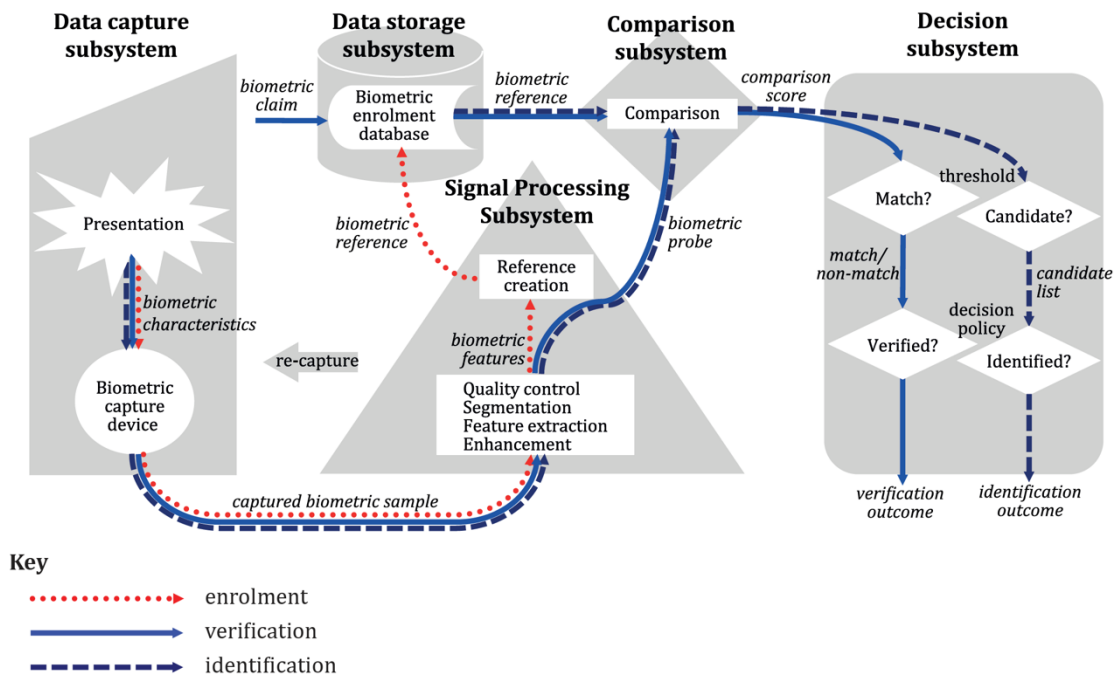 Data capture
subsystem
Data storage
subsystem
Comparison
subsystem
Decision
subsystem
biometric
claim
Biometric
enrolment
database
biometric
reference
Comparison
comparison
score
Presentation
biometric
characteristics
Biometric
capture
device
re-capture
captured biometric sample
Signal Processing
Subsystem
biometric
reference
Reference
creation
biometric
features
Quality control
Segmentation
Feature extraction
Enhancement
biometric
probe
threshold
Match?
Candidate?
match/
non-match
candidate
list
decision
policy
Verified?
Identified?
verification
outcome
identification
outcome
Key
enrolment
verification
identification